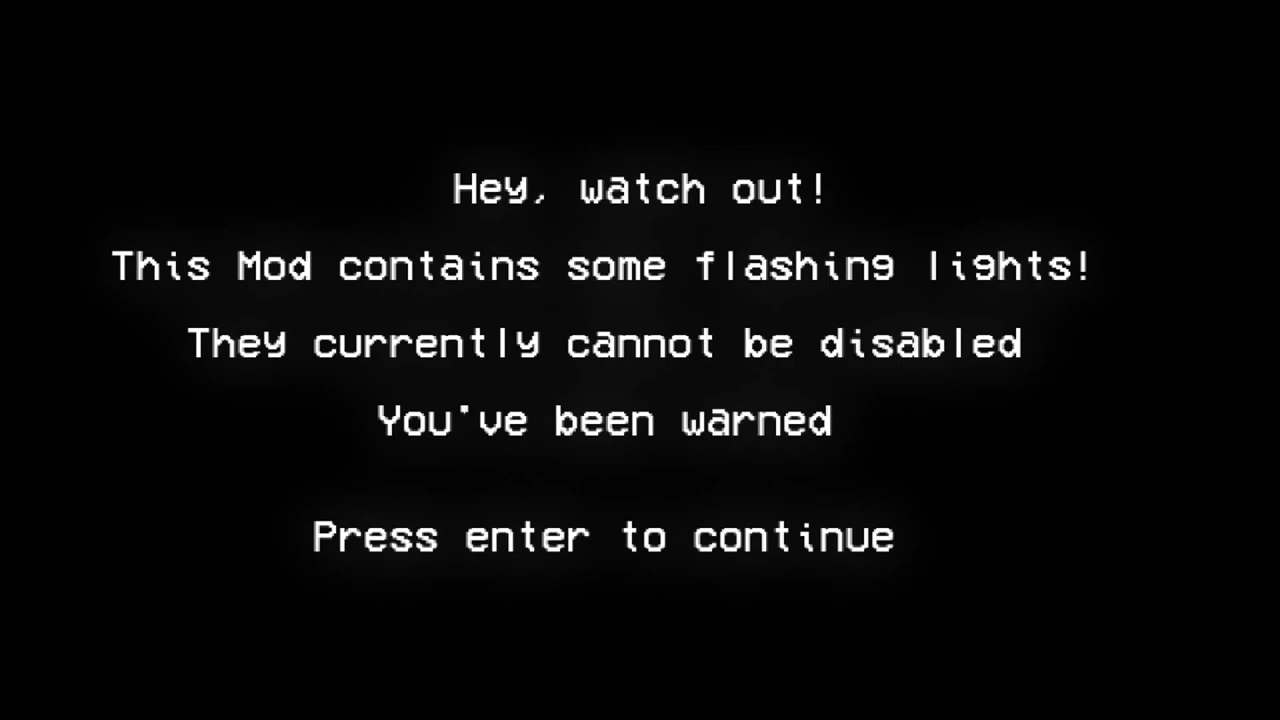 Hey, watch out!
This Mod contains some flashing lights!
They currently cannot be disabled
You've been warned
Press enter to continue